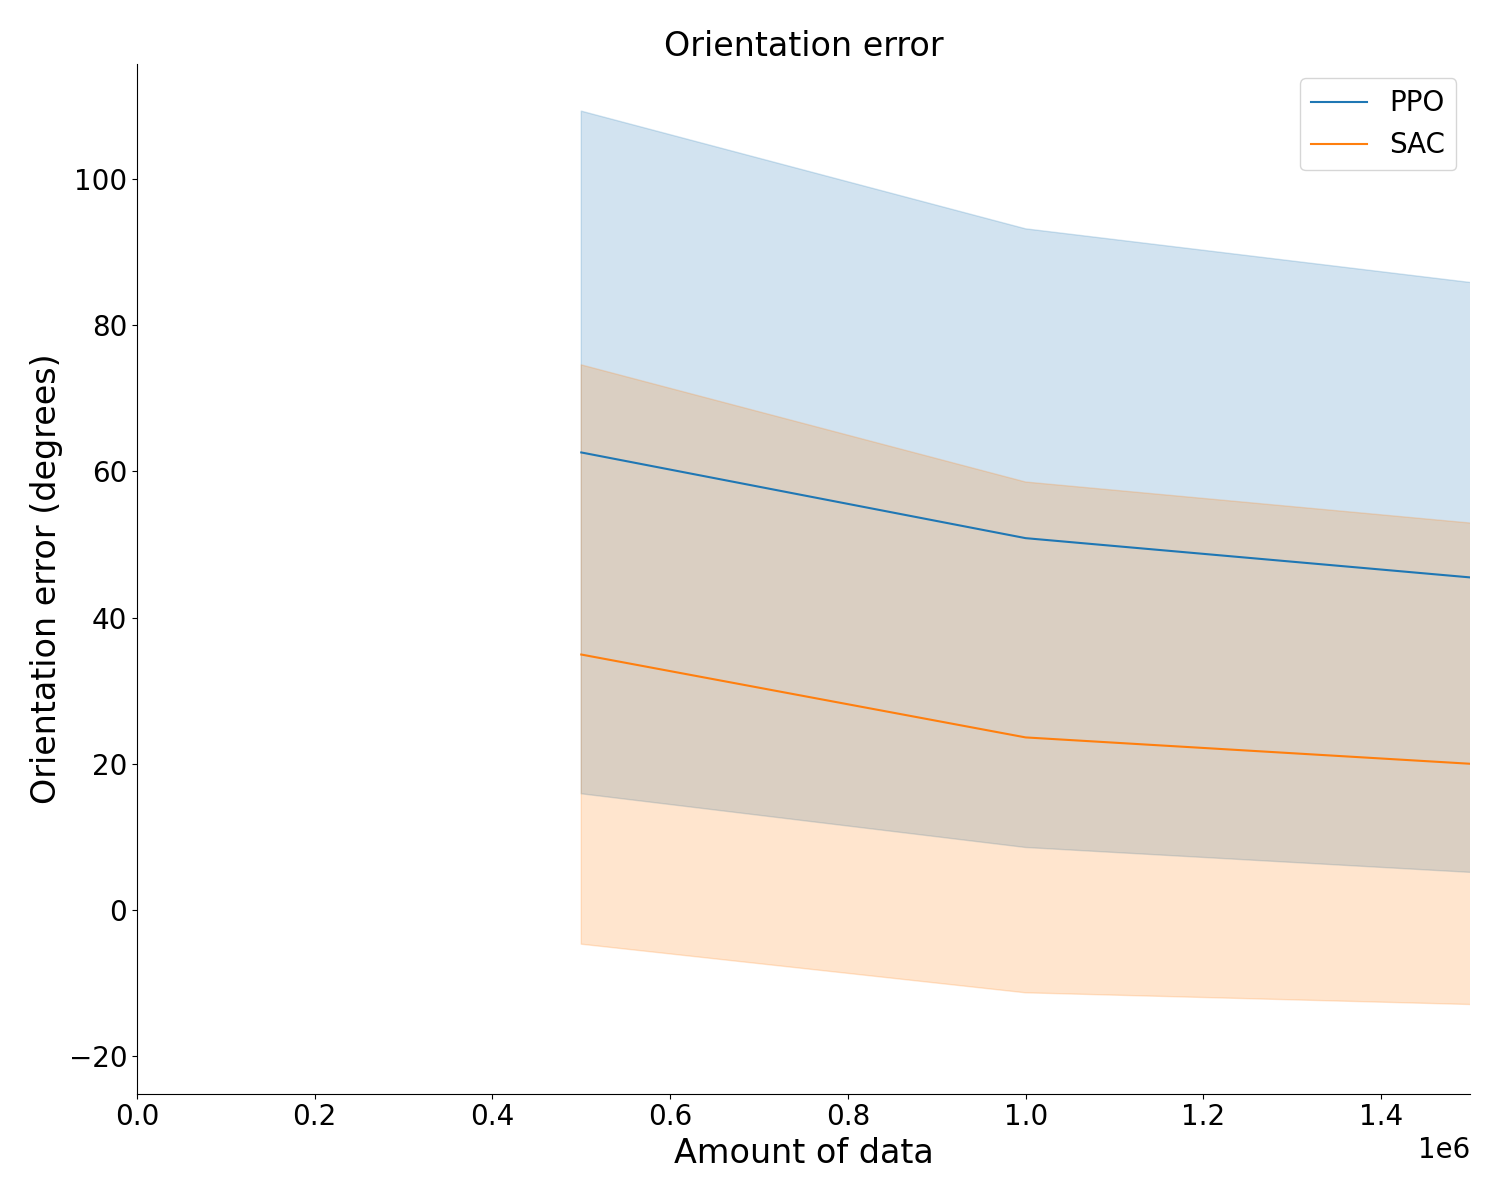 Orientation error
PPO
SAC
100
80
60
40
20
0
−20
Orientation error (degrees)
0.0 0.2 0.4 0.6 0.8 1.0 1.2 1.4
1e6
Amount of data